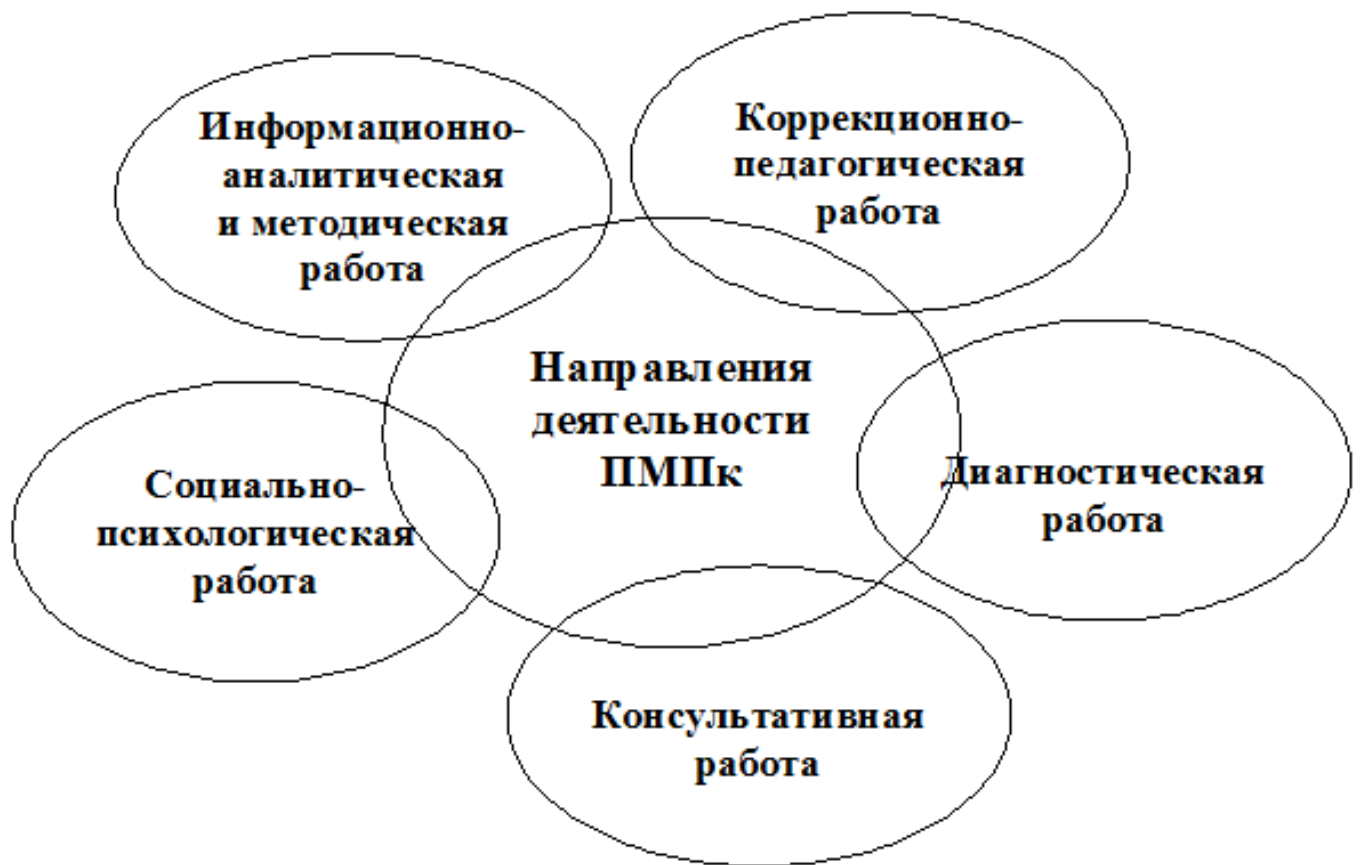 Информационно-
аналитическая
и методическая
работа
Коррекционно-
педагогическая
работа
Направления
деятельности
ПМПк
Социально-
психологическая
работа
Диагностическая
работа
Консультативная
работа